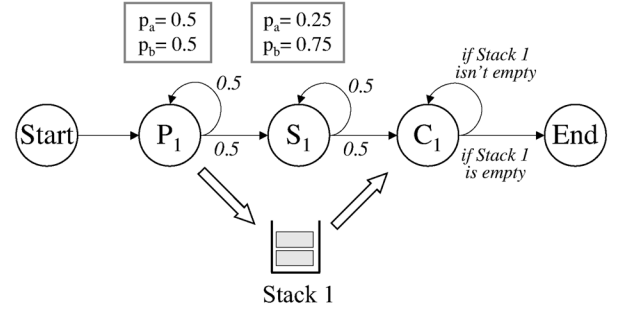 pa= 0.5
pb= 0.5
pa= 0.25
pb= 0.75
0.5
0.5
if Stack 1
isn't empty
Start
P1
S1
C1
End
0.5
0.5
if Stack 1
is empty
Stack 1